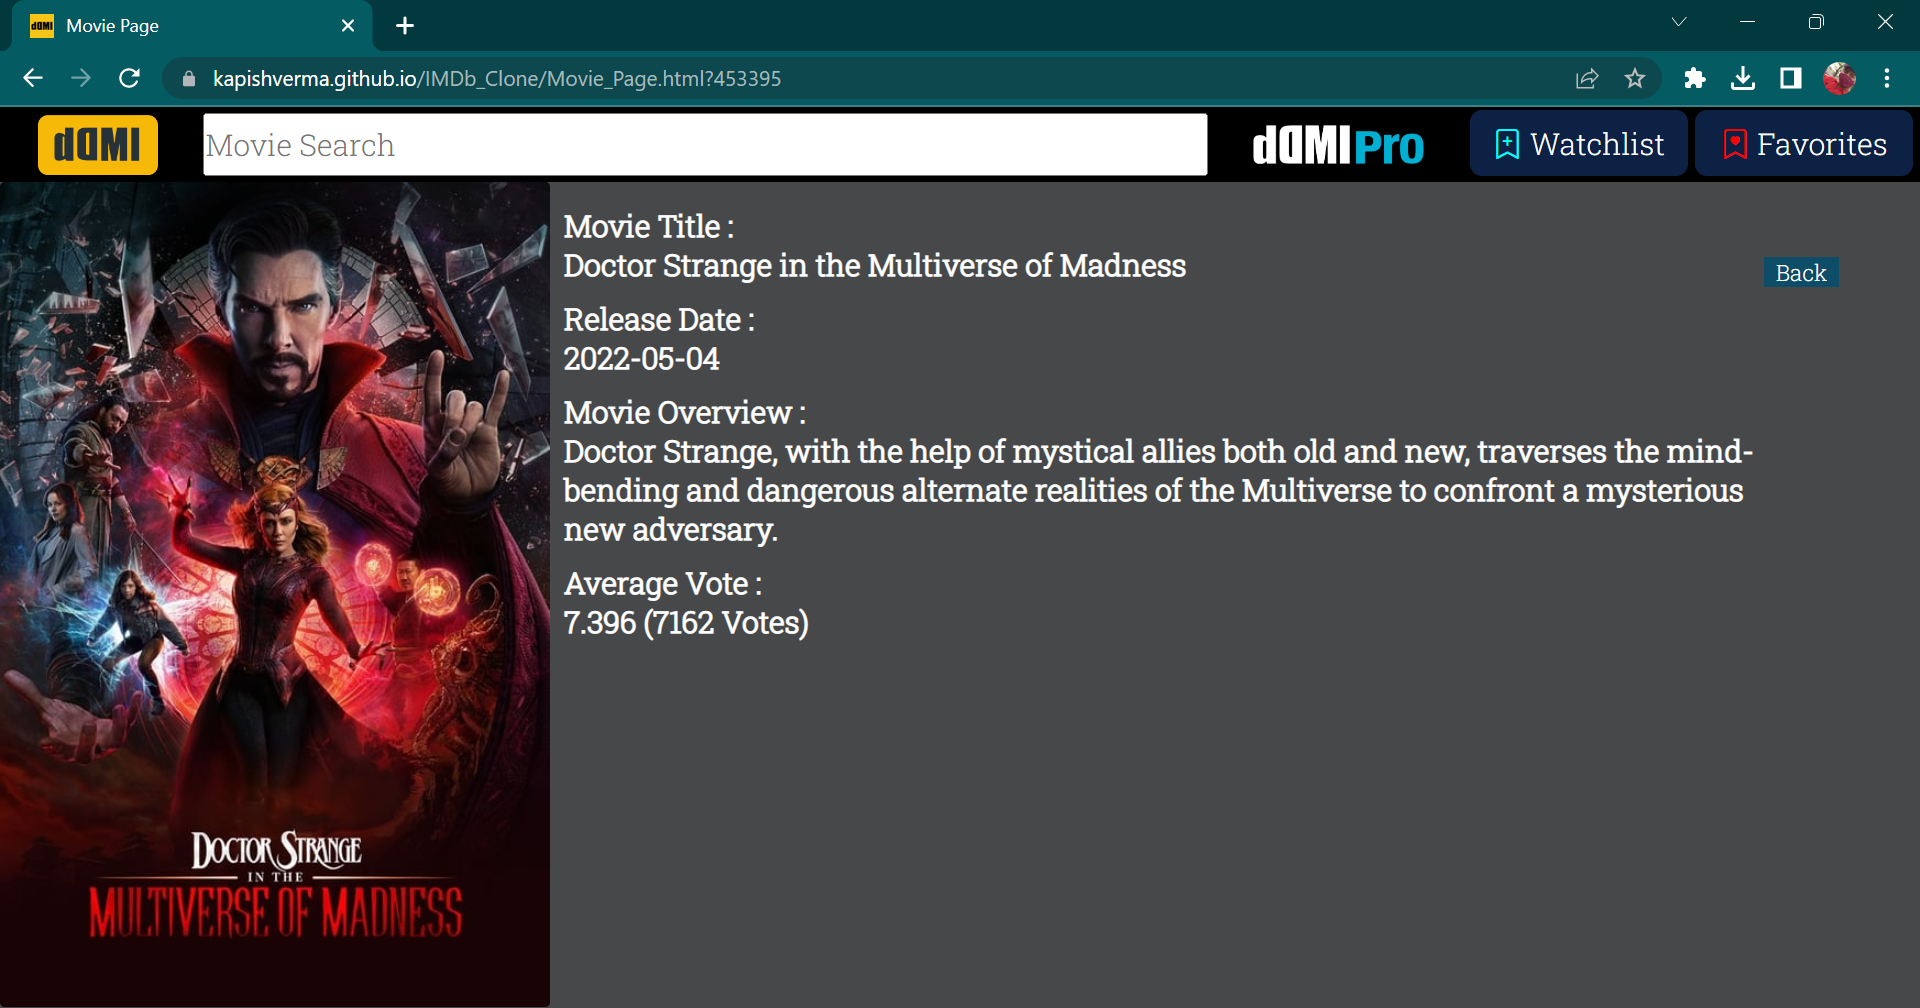 Movie Page
kapishverma.github.io/IMDb_Clone/Movie_Page.html?453395
Movie Search
Pro
Watchlist
Favorites
Movie Title :
Doctor Strange in the Multiverse of Madness
Back
Release Date :
2022-05-04
Movie Overview :
Doctor Strange, with the help of mystical allies both old and new, traverses the mind-
bending and dangerous alternate realities of the Multiverse to confront a mysterious
new adversary.
Average Vote :
7.396 (7162 Votes)
DOCTOR STRANGE
IN THE
MULTIVERSE OF MADNESS